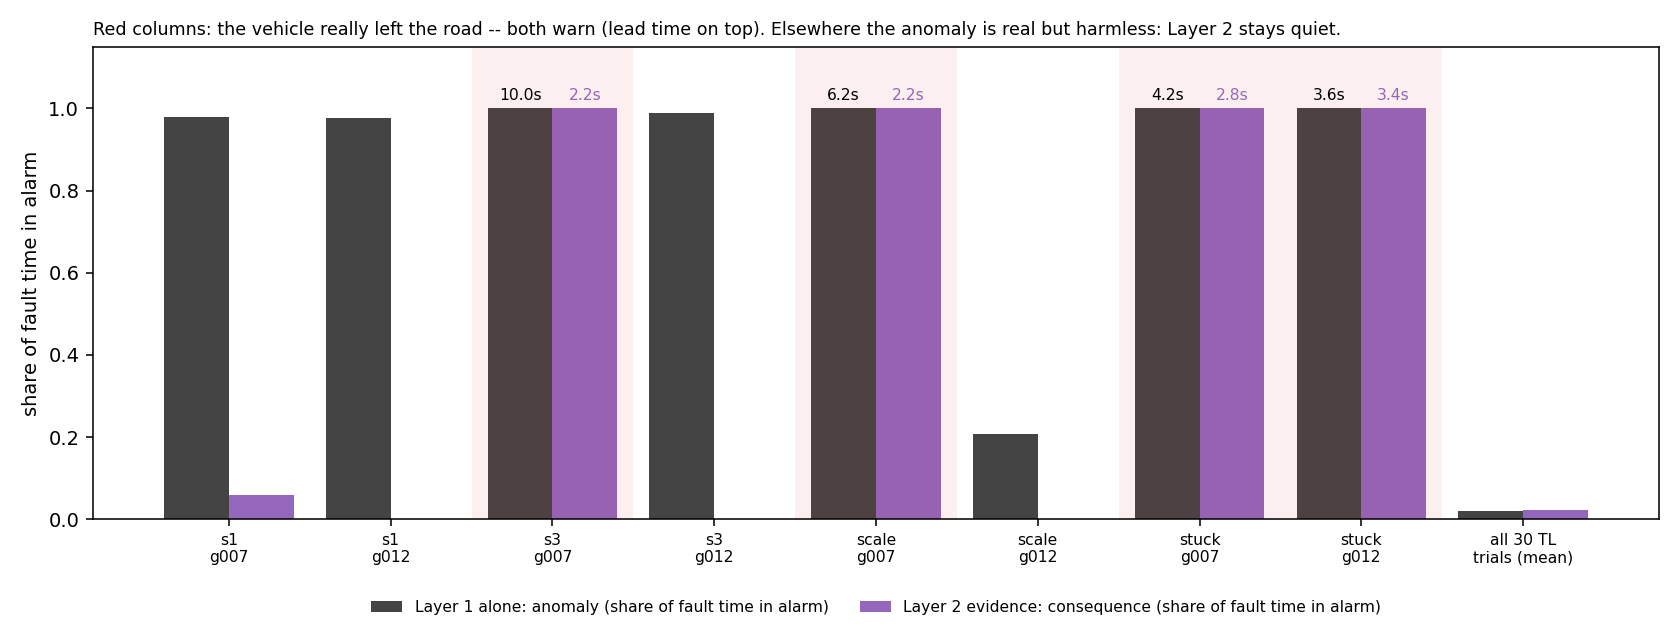 Red columns: the vehicle really left the road -- both warn (lead time on top). Elsewhere the anomaly is real but harmless: Layer 2 stays quiet.
share of fault time in alarm
1.0
0.8
0.6
0.4
0.2
0.0
10.0s 2.2s
6.2s 2.2s
4.2s 2.8s
3.6s 3.4s
s1
g007
s1
g012
s3
g007
s3
g012
scale
g007
scale
g012
stuck
g007
stuck
g012
all 30 TL
trials (mean)
Layer 1 alone: anomaly (share of fault time in alarm)
Layer 2 evidence: consequence (share of fault time in alarm)